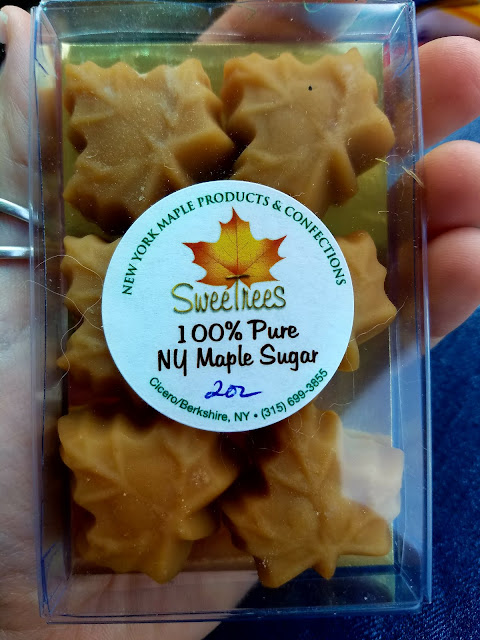 NEW YORK MAPLE PRODUCTS & CONFECTIONS
SweeTrees
100% Pure
NY Maple Sugar
2oz
Cicero/Berkshire, NY • (315) 699-3855